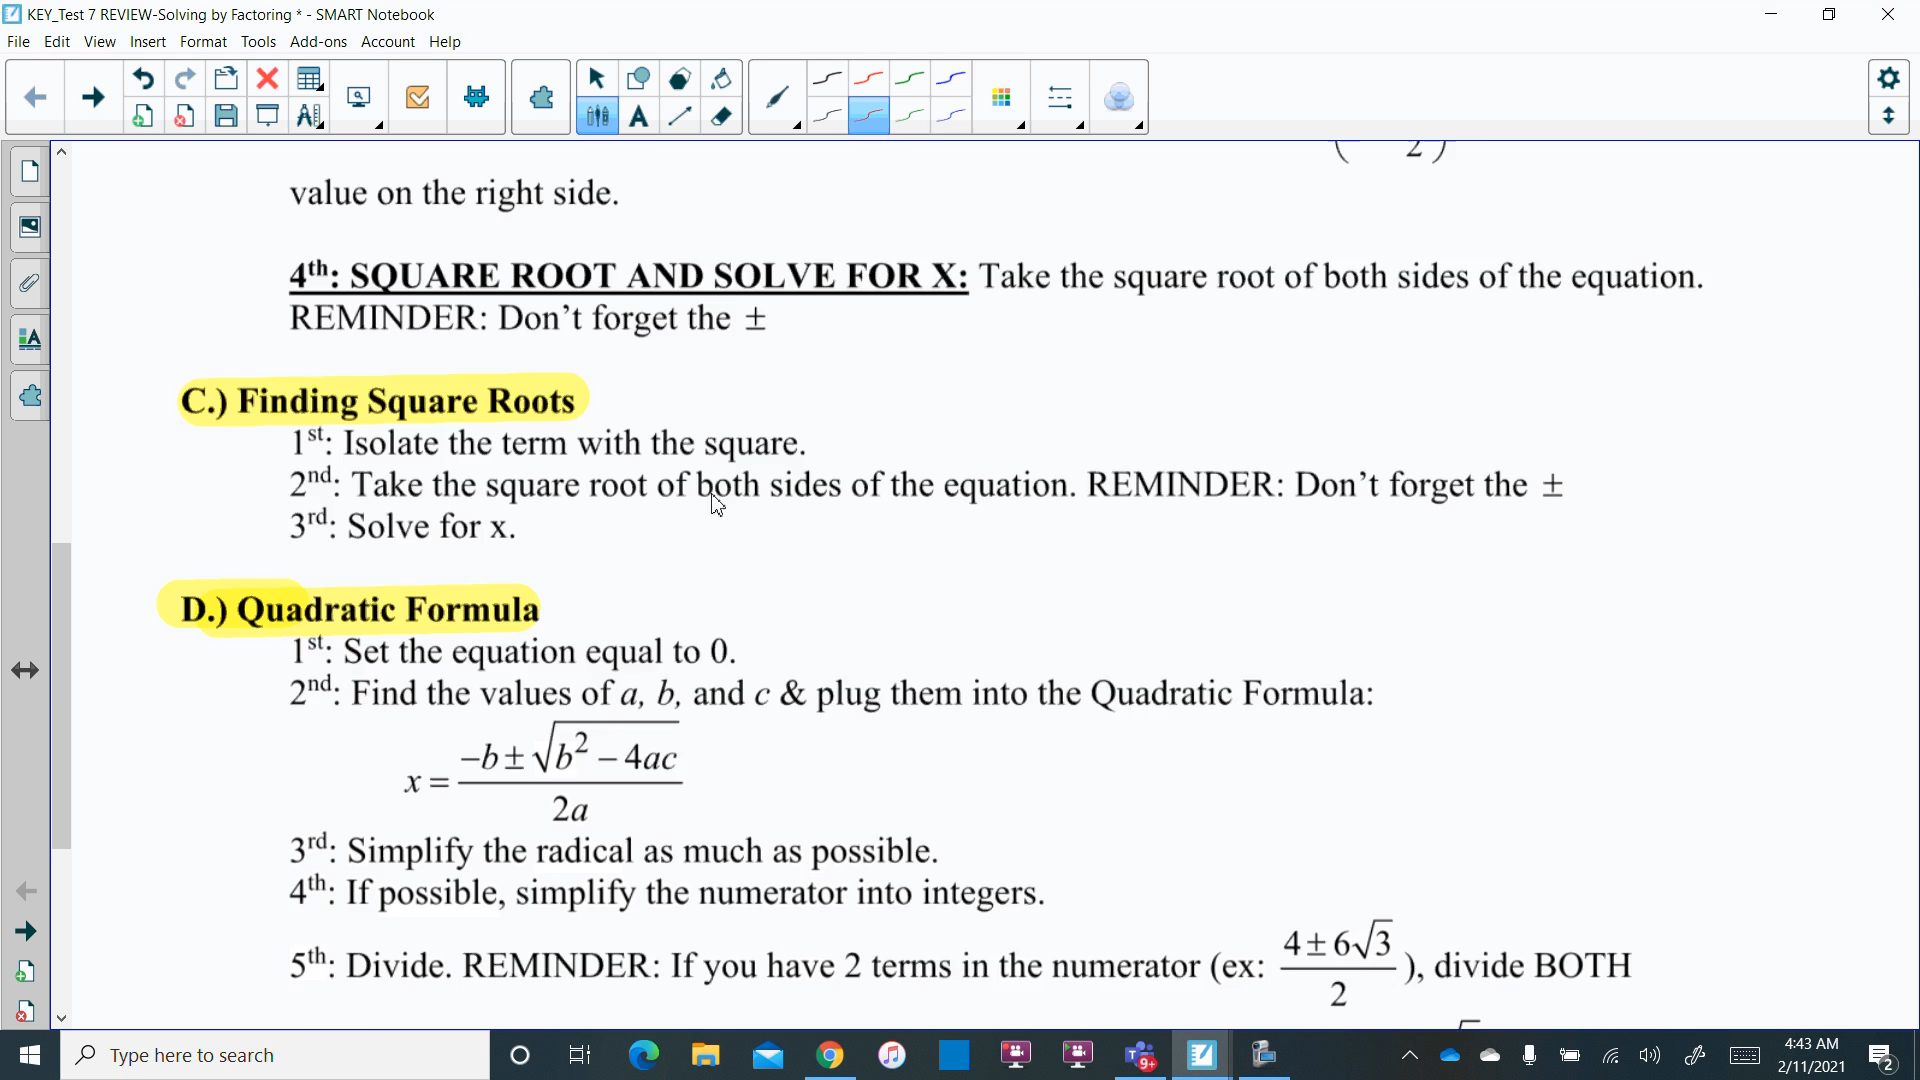 KEY_Test 7 REVIEW-Solving by Factoring * - SMART Notebook
File Edit View Insert Format Tools Add-ons Account Help
( 2 )
value on the right side.
4th: SQUARE ROOT AND SOLVE FOR X: Take the square root of both sides of the equation.
REMINDER: Don’t forget the ±
C.) Finding Square Roots
1st: Isolate the term with the square.
2nd: Take the square root of both sides of the equation. REMINDER: Don’t forget the ±
3rd: Solve for x.
D.) Quadratic Formula
1st: Set the equation equal to 0.
2nd: Find the values of a, b, and c & plug them into the Quadratic Formula:
x = (−b ± √(b² − 4ac)) / 2a
3rd: Simplify the radical as much as possible.
4th: If possible, simplify the numerator into integers.
5th: Divide. REMINDER: If you have 2 terms in the numerator (ex: (4 ± 6√3) / 2 ), divide BOTH
Type here to search
9+
4:43 AM
2/11/2021
2